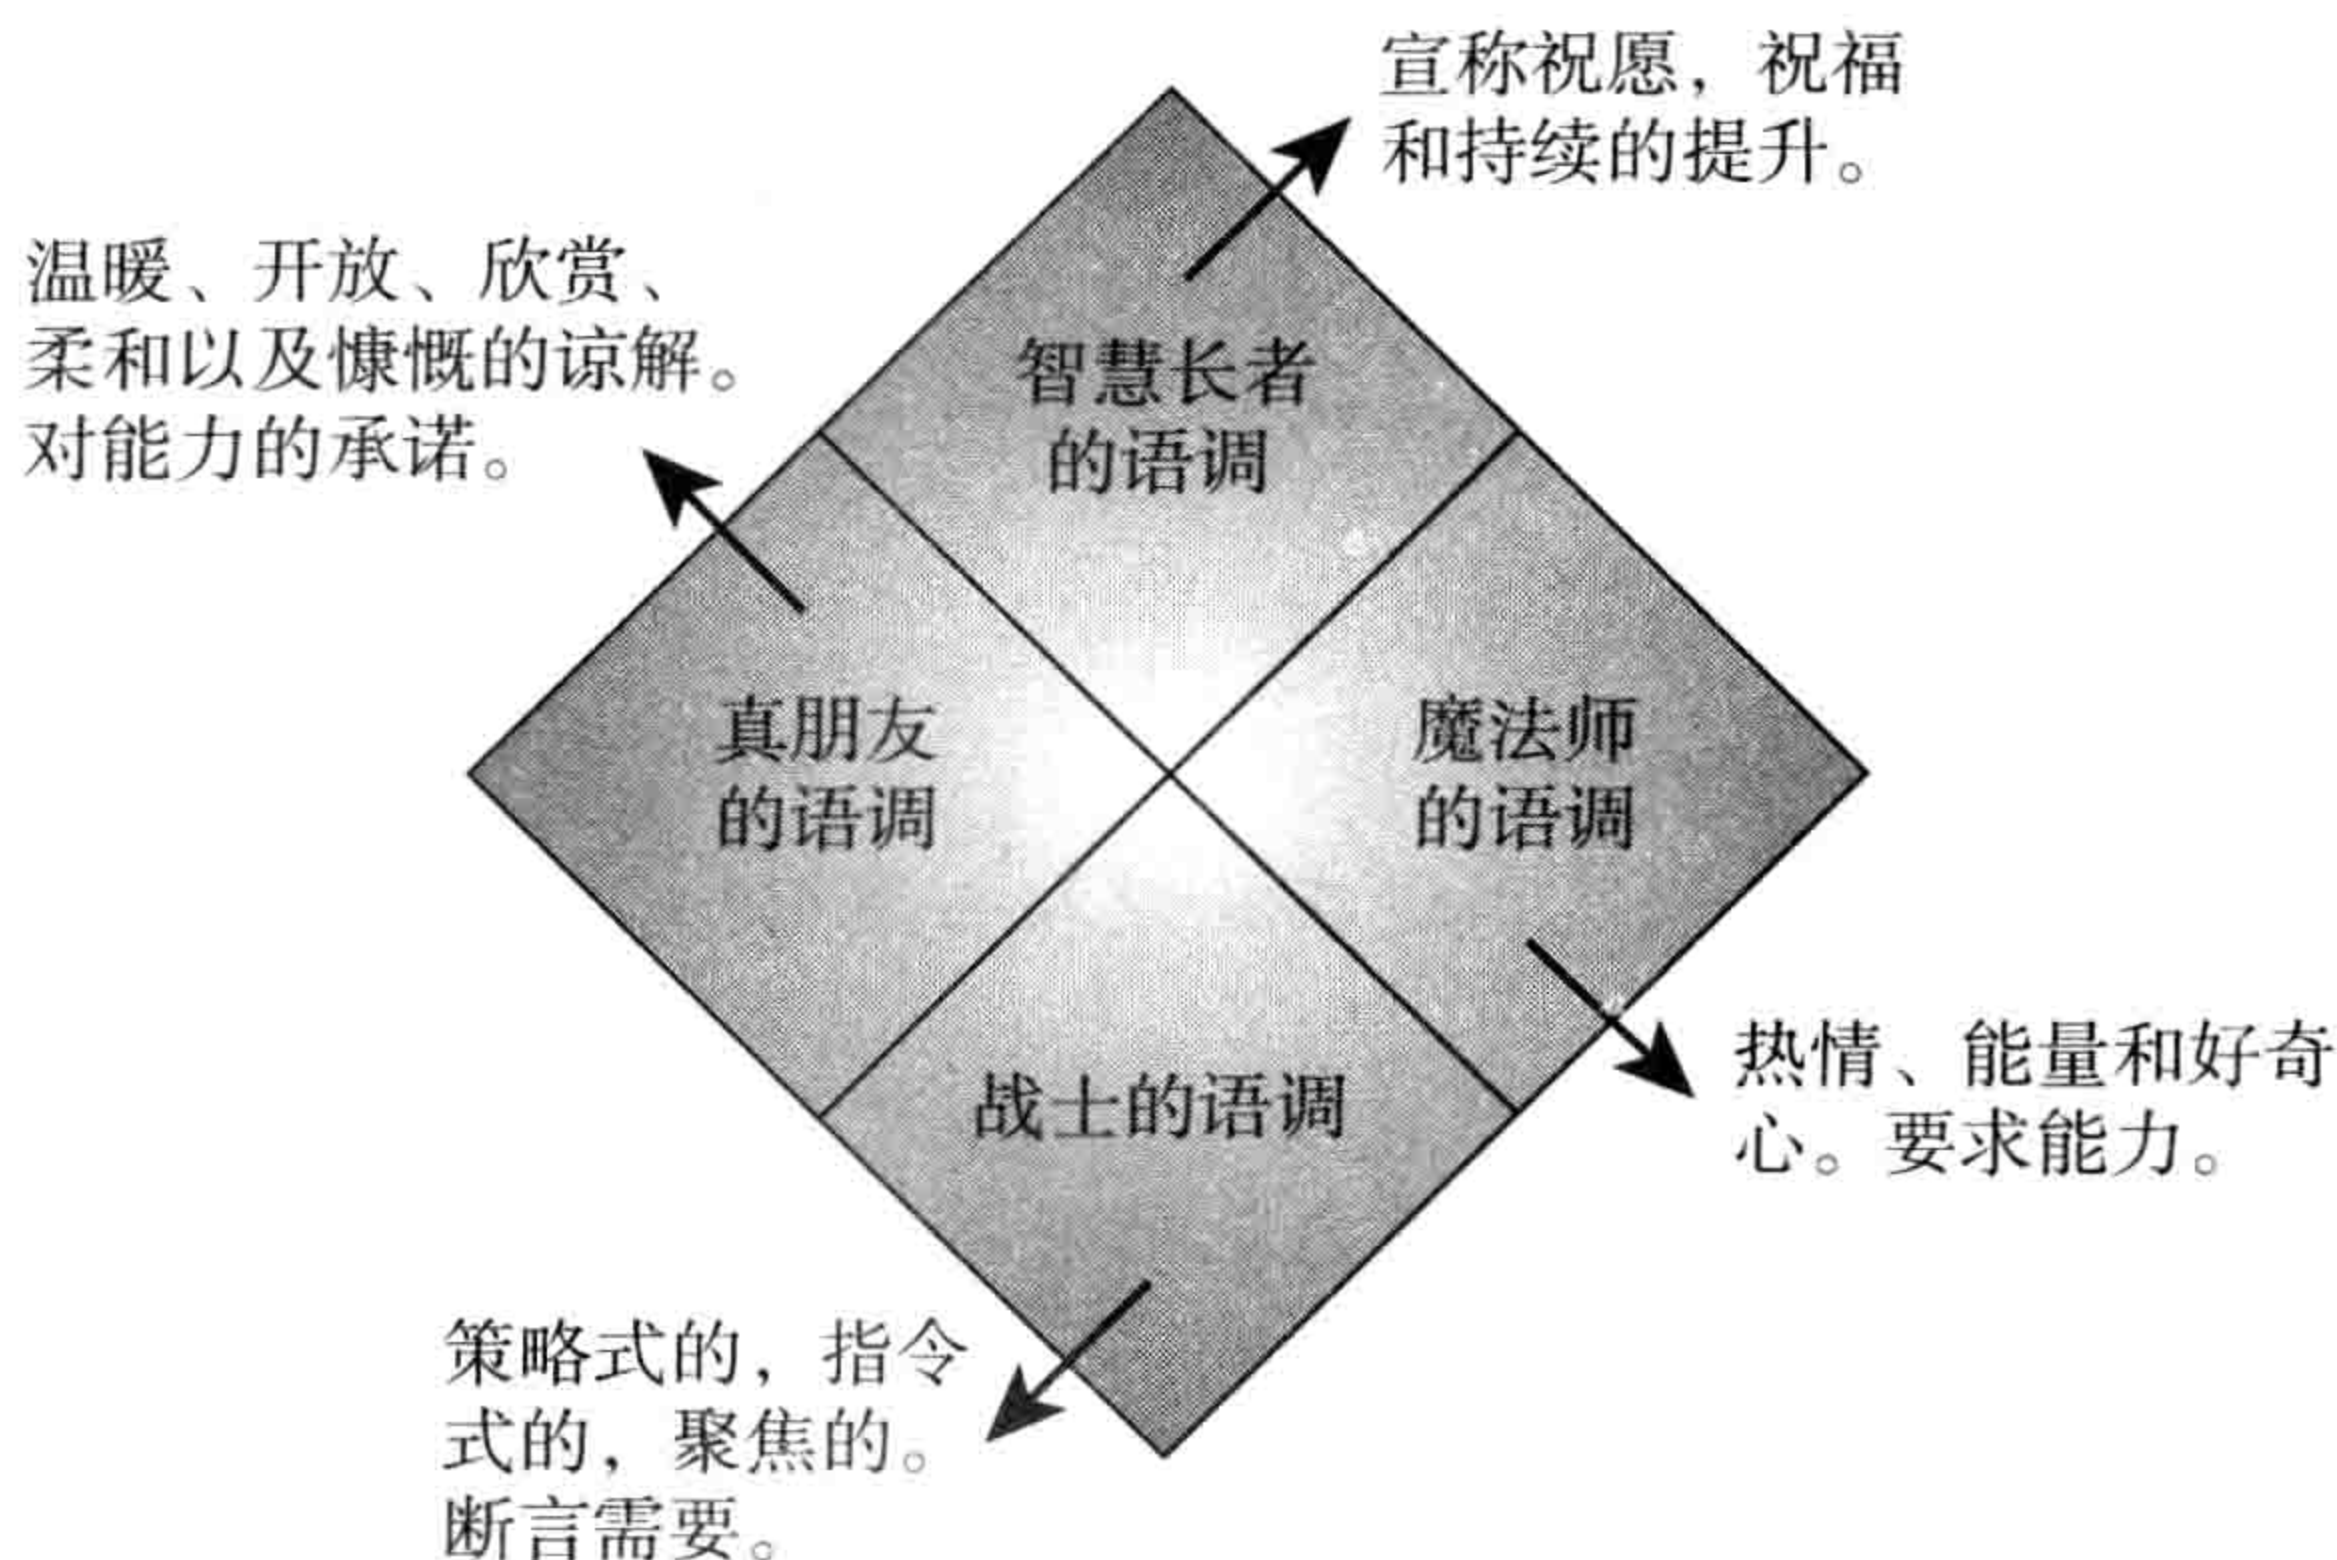 宣称祝愿，祝福
和持续的提升。
温暖、开放、欣赏、
柔和以及慷慨的谅解。
对能力的承诺。
智慧长者
的语调
真朋友
的语调
魔法师
的语调
战士的语调
热情、能量和好奇
心。要求能力。
策略式的，指令
式的，聚焦的。
断言需要。